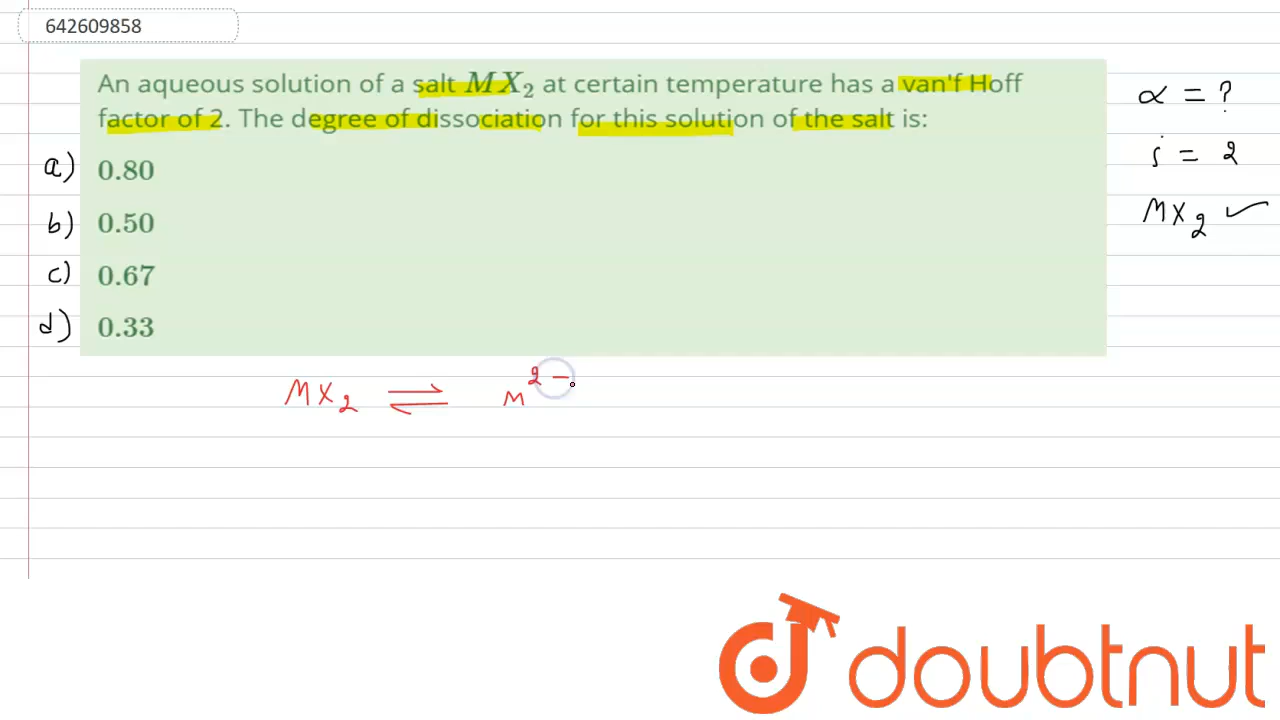 642609858
An aqueous solution of a salt MX₂ at certain temperature has a van'f Hoff
factor of 2. The degree of dissociation for this solution of the salt is:
a) 0.80
b) 0.50
c) 0.67
d) 0.33
α = ?
i = 2
MX₂ ✓
MX₂ ⇌ M²⁻
doubtnut